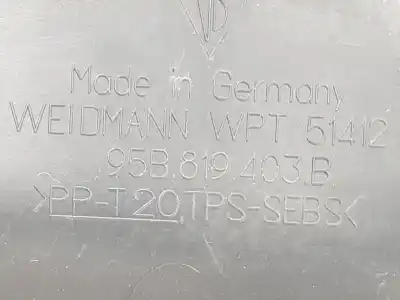 Made in Germany
WEIDMANN WPT 51412
95B.819.403.B
>PP-T20,TPS-SEBS<